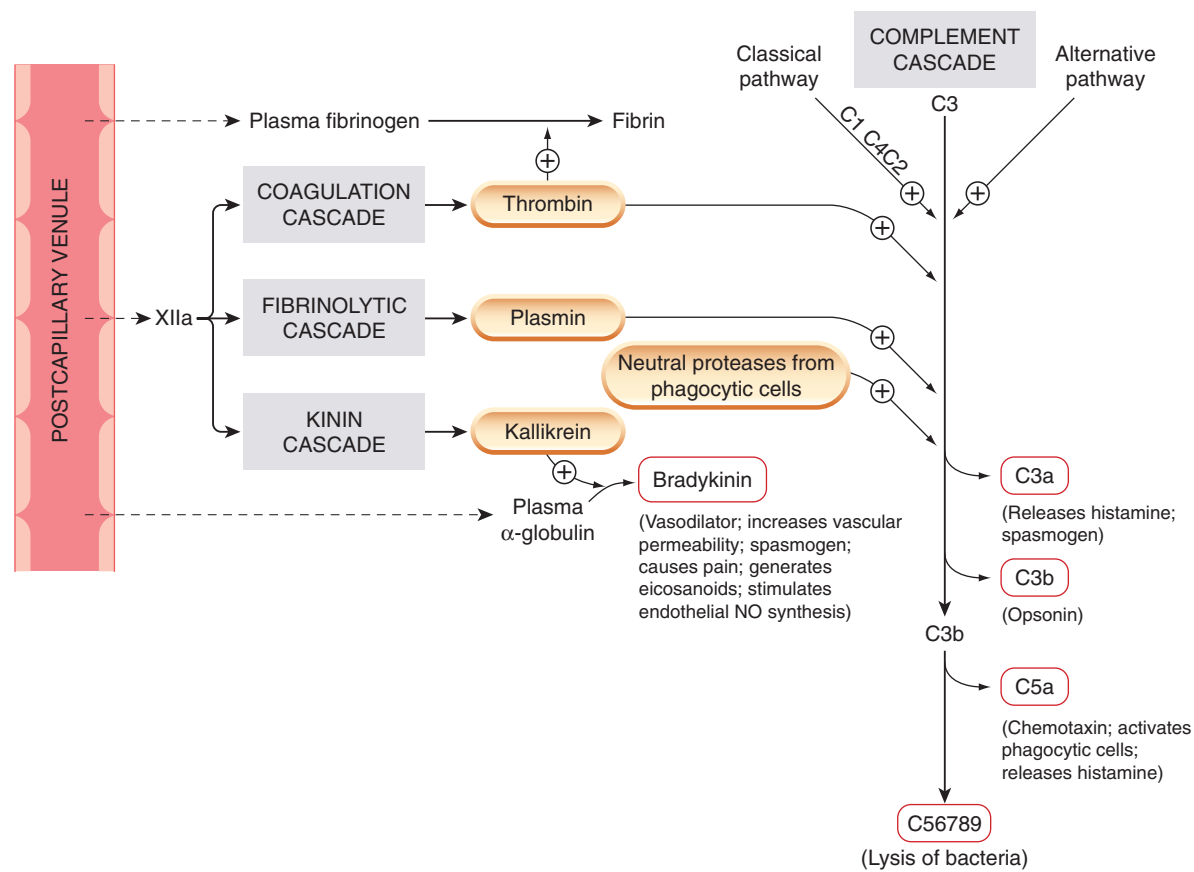 COMPLEMENT
CASCADE
Classical
pathway
Alternative
pathway
C3
C1 C4C2
+
+
POSTCAPILLARY VENULE
Plasma fibrinogen
Fibrin
+
COAGULATION
CASCADE
Thrombin
+
XIIa
FIBRINOLYTIC
CASCADE
Plasmin
+
Neutral proteases from
phagocytic cells
+
KININ
CASCADE
Kallikrein
+
Plasma
α-globulin
Bradykinin
(Vasodilator; increases vascular
permeability; spasmogen;
causes pain; generates
eicosanoids; stimulates
endothelial NO synthesis)
C3a
(Releases histamine;
spasmogen)
C3b
(Opsonin)
C3b
C5a
(Chemotaxin; activates
phagocytic cells;
releases histamine)
C56789
(Lysis of bacteria)